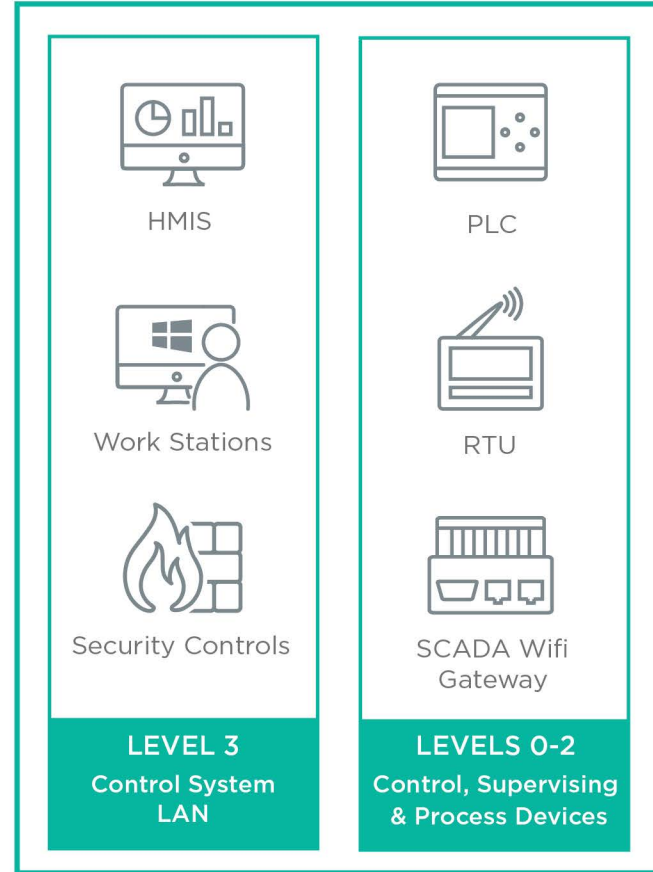 HMIS
Work Stations
Security Controls
LEVEL 3
Control System
LAN
PLC
RTU
SCADA Wifi
Gateway
LEVELS 0-2
Control, Supervising
& Process Devices